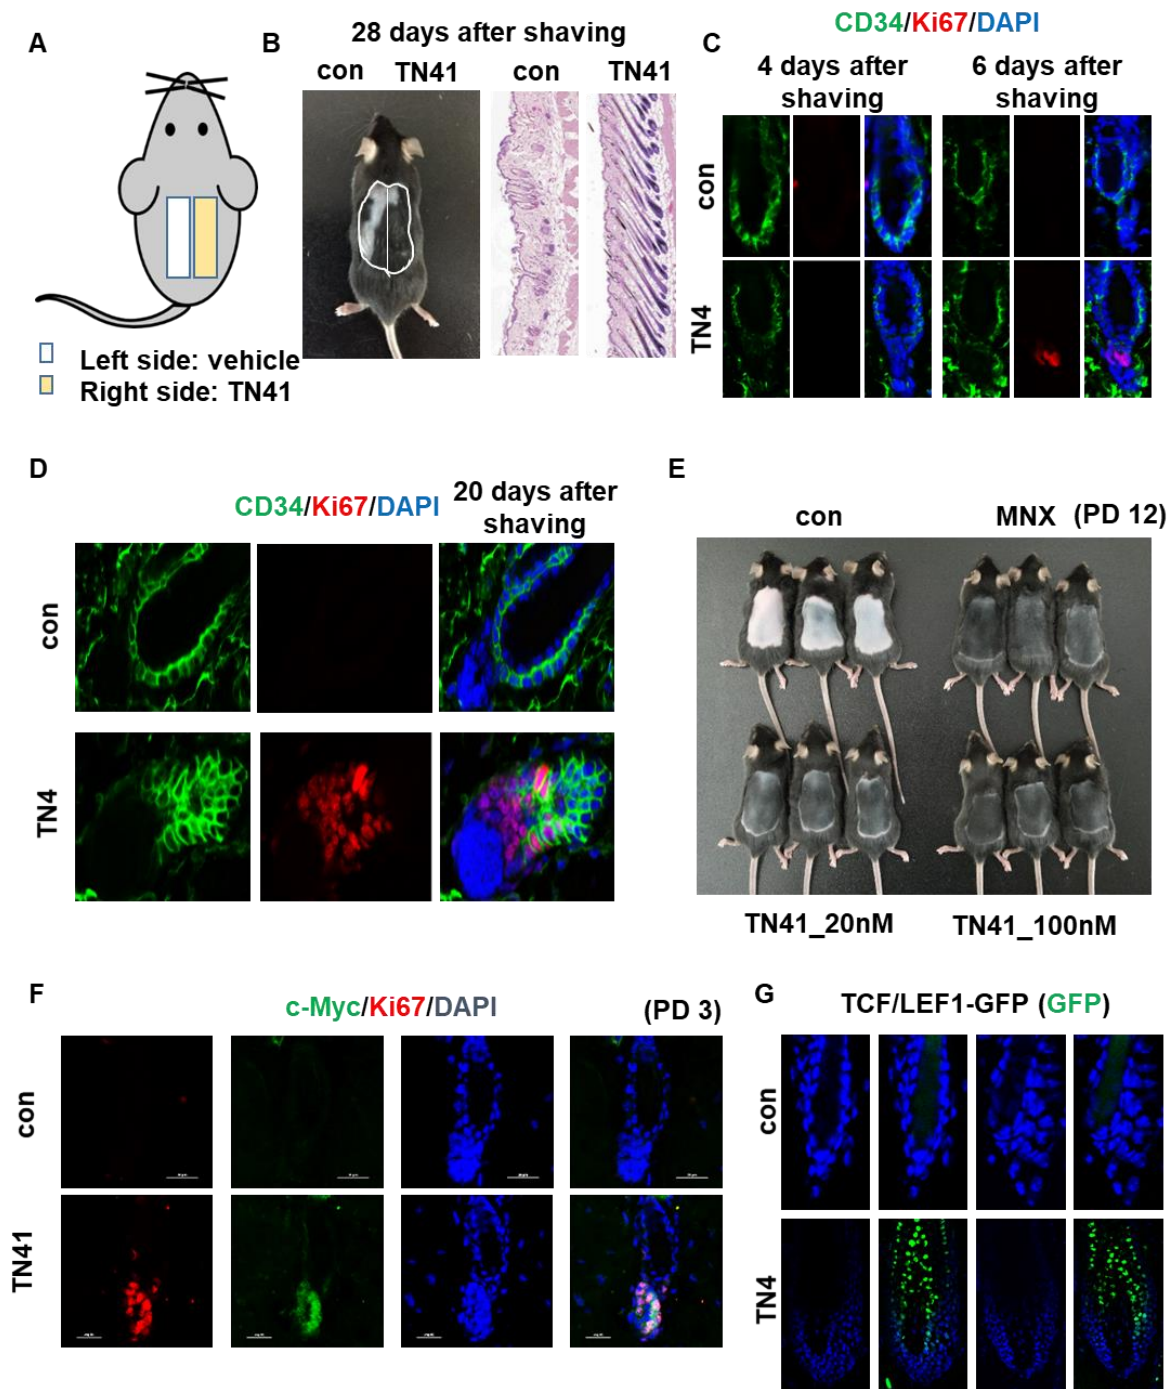 A
Left side: vehicle
Right side: TN41
B
28 days after shaving
con
TN41
con
TN41
C
CD34/Ki67/DAPI
4 days after
shaving
6 days after
shaving
con
TN4
D
CD34/Ki67/DAPI
20 days after
shaving
con
TN4
E
con
MNX
(PD 12)
TN41_20nM
TN41_100nM
F
c-Myc/Ki67/DAPI
(PD 3)
con
TN41
G
TCF/LEF1-GFP (GFP)
con
TN4